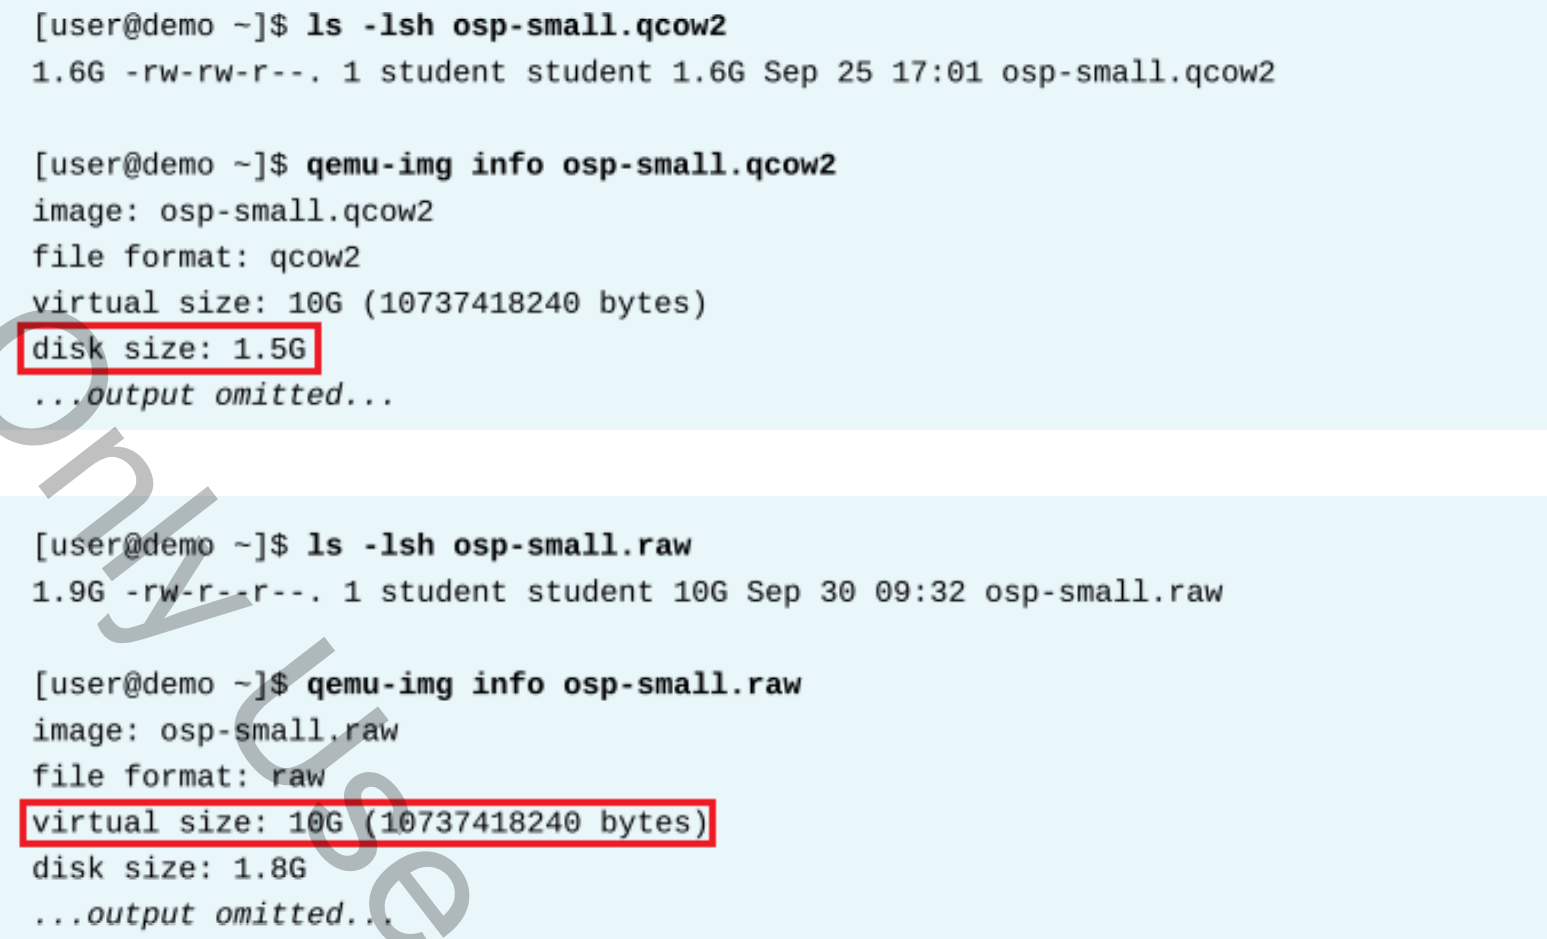 [user@demo ~]$ ls -lsh osp-small.qcow2
1.6G -rw-rw-r--. 1 student student 1.6G Sep 25 17:01 osp-small.qcow2
[user@demo ~]$ qemu-img info osp-small.qcow2
image: osp-small.qcow2
file format: qcow2
virtual size: 10G (10737418240 bytes)
disk size: 1.5G
...output omitted...
[user@demo ~]$ ls -lsh osp-small.raw
1.9G -rw-r--r--. 1 student student 10G Sep 30 09:32 osp-small.raw
[user@demo ~]$ qemu-img info osp-small.raw
image: osp-small.raw
file format: raw
virtual size: 10G (10737418240 bytes)
disk size: 1.8G
...output omitted...
Only Use